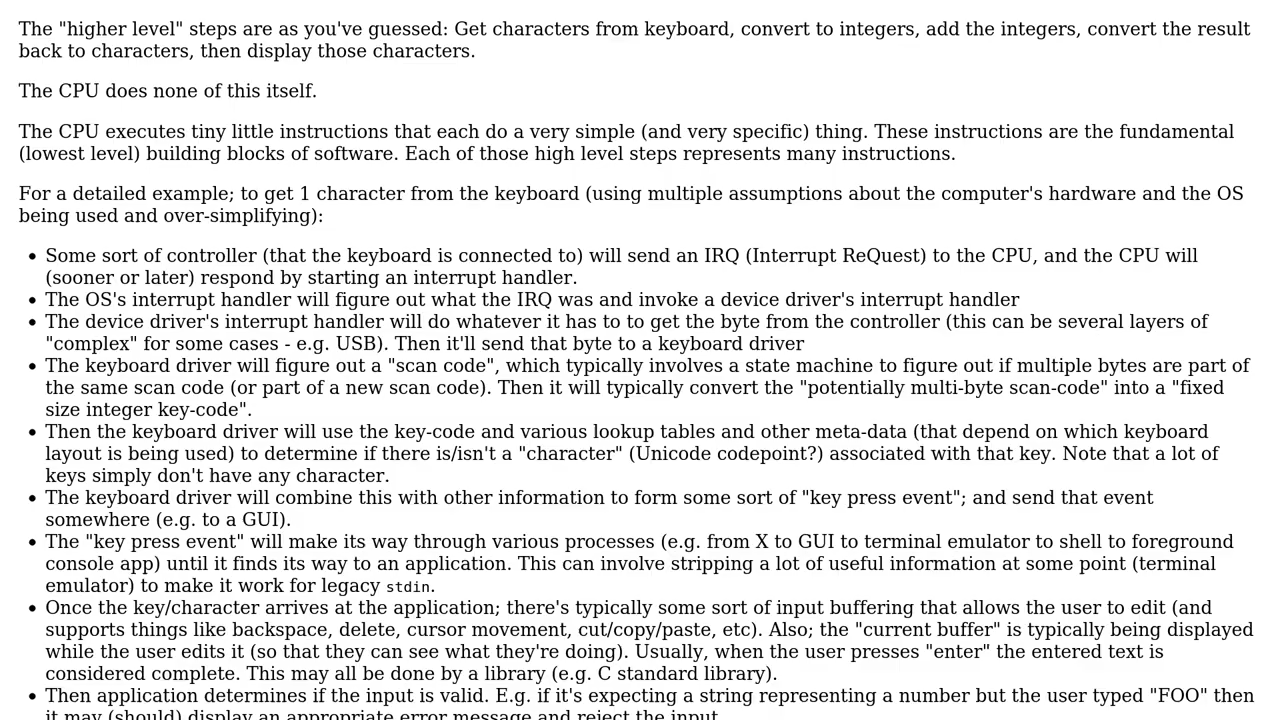 The "higher level" steps are as you've guessed: Get characters from keyboard, convert to integers, add the integers, convert the result
back to characters, then display those characters.
The CPU does none of this itself.
The CPU executes tiny little instructions that each do a very simple (and very specific) thing. These instructions are the fundamental
(lowest level) building blocks of software. Each of those high level steps represents many instructions.
For a detailed example; to get 1 character from the keyboard (using multiple assumptions about the computer's hardware and the OS
being used and over-simplifying):
• Some sort of controller (that the keyboard is connected to) will send an IRQ (Interrupt ReQuest) to the CPU, and the CPU will
(sooner or later) respond by starting an interrupt handler.
• The OS's interrupt handler will figure out what the IRQ was and invoke a device driver's interrupt handler
• The device driver's interrupt handler will do whatever it has to to get the byte from the controller (this can be several layers of
"complex" for some cases - e.g. USB). Then it'll send that byte to a keyboard driver
• The keyboard driver will figure out a "scan code", which typically involves a state machine to figure out if multiple bytes are part of
the same scan code (or part of a new scan code). Then it will typically convert the "potentially multi-byte scan-code" into a "fixed
size integer key-code".
• Then the keyboard driver will use the key-code and various lookup tables and other meta-data (that depend on which keyboard
layout is being used) to determine if there is/isn't a "character" (Unicode codepoint?) associated with that key. Note that a lot of
keys simply don't have any character.
• The keyboard driver will combine this with other information to form some sort of "key press event"; and send that event
somewhere (e.g. to a GUI).
• The "key press event" will make its way through various processes (e.g. from X to GUI to terminal emulator to shell to foreground
console app) until it finds its way to an application. This can involve stripping a lot of useful information at some point (terminal
emulator) to make it work for legacy stdin.
• Once the key/character arrives at the application; there's typically some sort of input buffering that allows the user to edit (and
supports things like backspace, delete, cursor movement, cut/copy/paste, etc). Also; the "current buffer" is typically being displayed
while the user edits it (so that they can see what they're doing). Usually, when the user presses "enter" the entered text is
considered complete. This may all be done by a library (e.g. C standard library).
• Then application determines if the input is valid. E.g. if it's expecting a string representing a number but the user typed "FOO" then
it may (should) display an appropriate error message and reject the input.